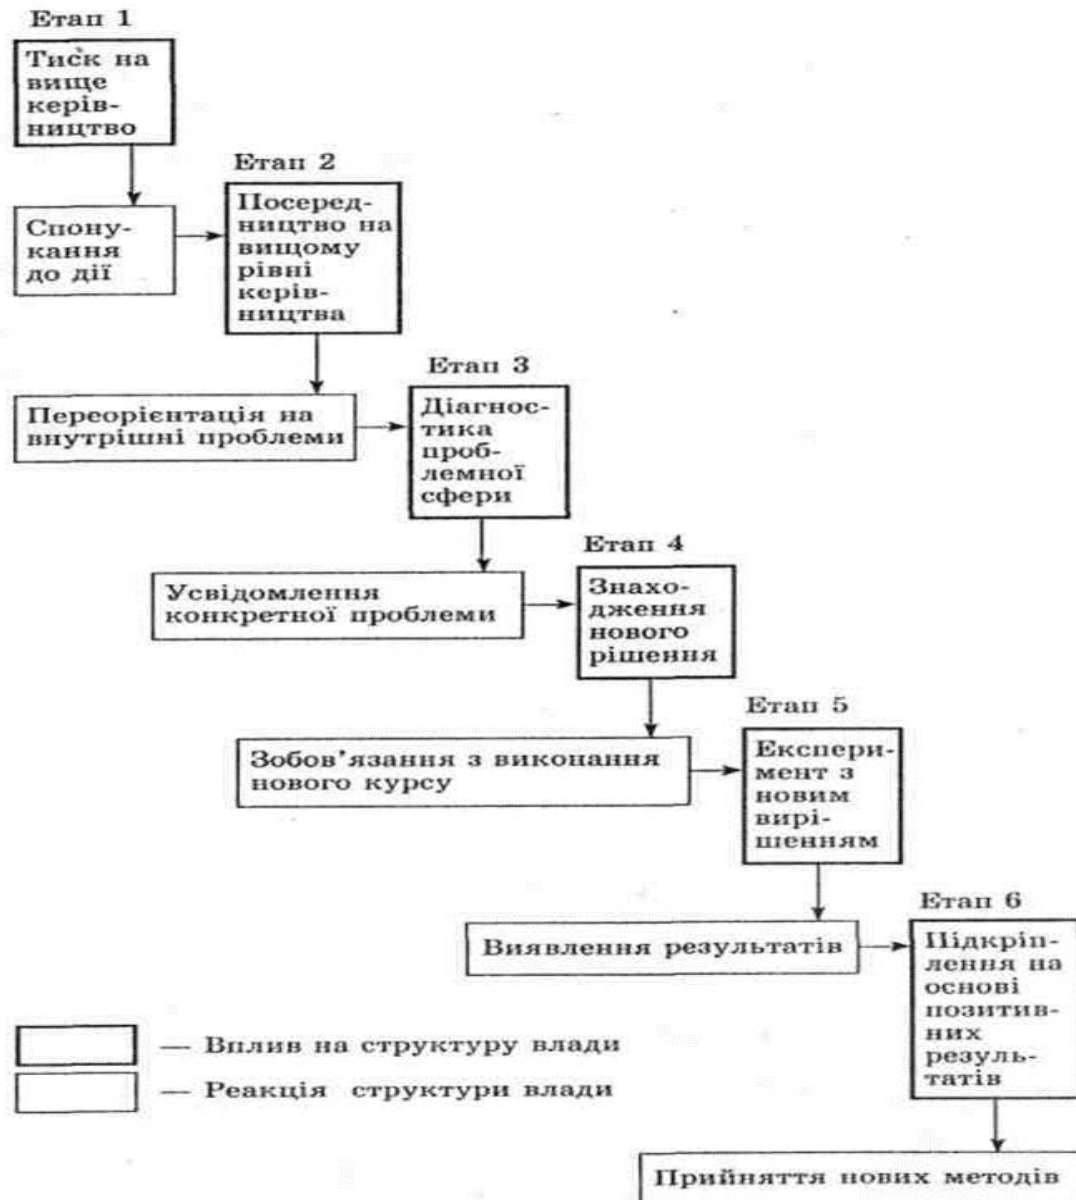 Етап 1
Тиск на
вище
керів-
ництво
Спону-
кання
до дії
Етап 2
Посеред-
ництво на
вищому
рівні
керів-
ництва
Переорієнтація на
внутрішні проблеми
Етап 3
Діагнос-
тика
проб-
лемної
сфери
Усвідомлення
конкретної проблеми
Етап 4
Знахо-
дження
нового
рішення
Зобов’язання з виконання
нового курсу
Етап 5
Експери-
мент з
новим
вирі-
шенням
Виявлення результатів
Етап 6
Підкріп-
лення на
основі
позитив-
них
резуль-
татів
Прийняття нових методів
— Вплив на структуру влади
— Реакція структури влади